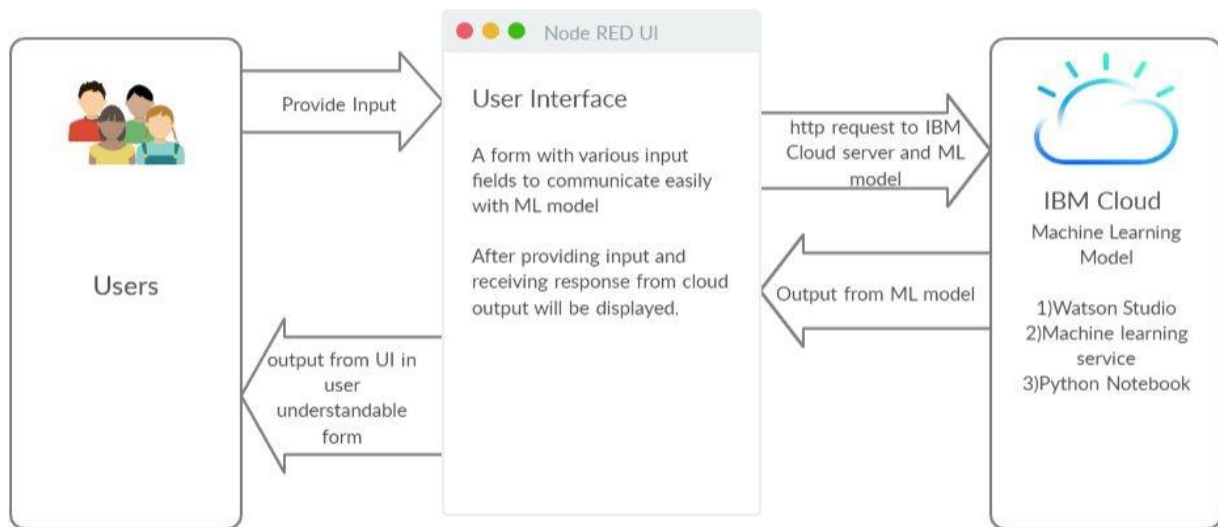 Users
Provide Input
output from UI in
user
understandable
form
Node RED UI
User Interface
A form with various input
fields to communicate easily
with ML model
After providing input and
receiving response from cloud
output will be displayed.
http request to IBM
Cloud server and ML
model
Output from ML model
IBM Cloud
Machine Learning
Model
1)Watson Studio
2)Machine learning
service
3)Python Notebook